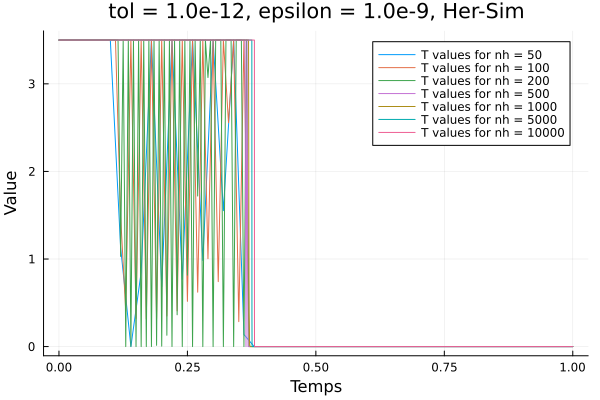 tol = 1.0e-12, epsilon = 1.0e-9, Her-Sim
T values for nh = 50
T values for nh = 100
T values for nh = 200
T values for nh = 500
T values for nh = 1000
T values for nh = 5000
T values for nh = 10000
Value
3
2
1
0
0.00 0.25 0.50 0.75 1.00
Temps